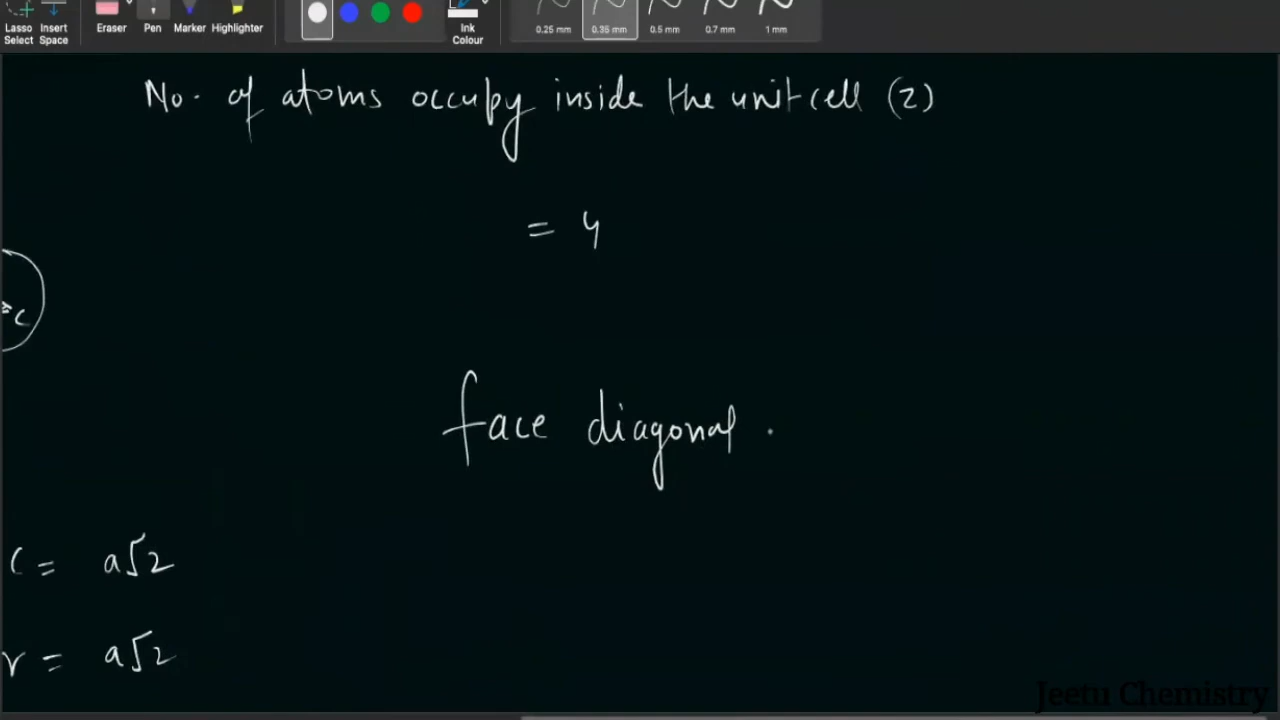 Lasso Select
Insert Space
Eraser
Pen
Marker
Highlighter
Ink Colour
0.25 mm
0.35 mm
0.5 mm
0.7 mm
1 mm
No. of atoms occupy inside the unit cell (z)
= 4
c
face diagonal .
c = a√2
r = a√2
Jeetu Chemistry